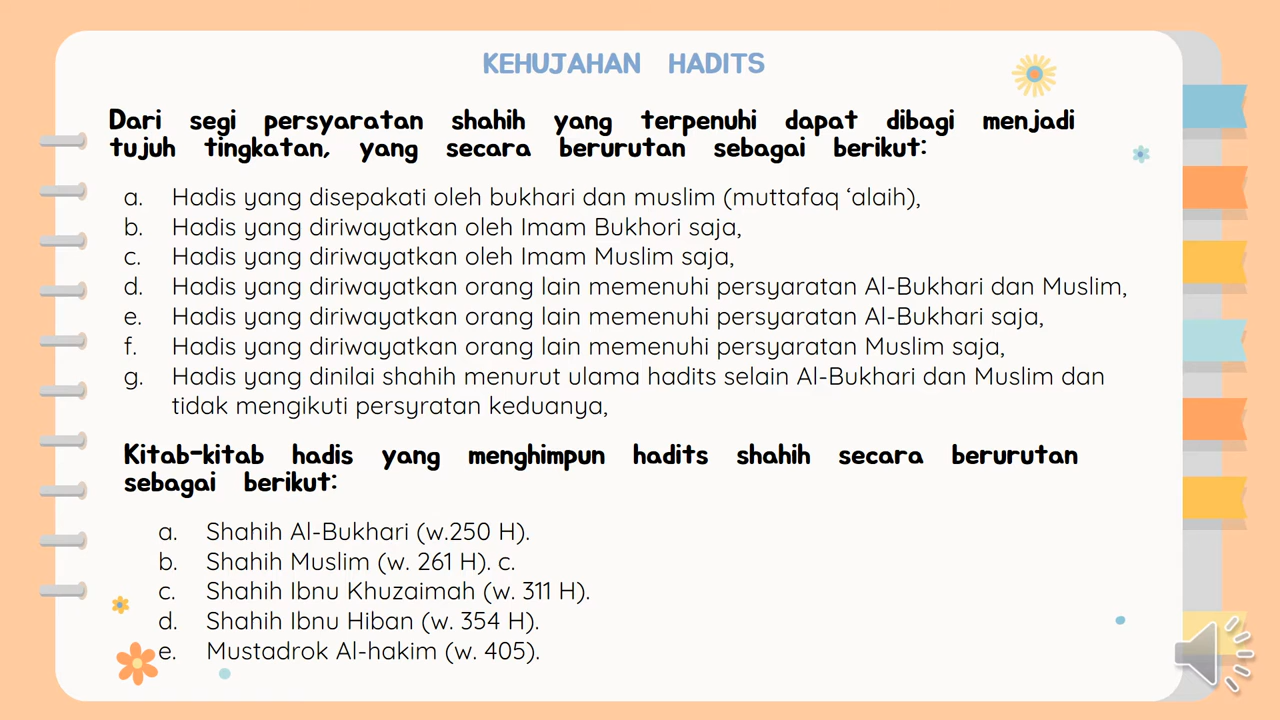 KEHUJAHAN HADITS
Dari segi persyaratan shahih yang terpenuhi dapat dibagi menjadi
tujuh tingkatan, yang secara berurutan sebagai berikut:
a. Hadis yang disepakati oleh bukhari dan muslim (muttafaq ‘alaih),
b. Hadis yang diriwayatkan oleh Imam Bukhori saja,
c. Hadis yang diriwayatkan oleh Imam Muslim saja,
d. Hadis yang diriwayatkan orang lain memenuhi persyaratan Al-Bukhari dan Muslim,
e. Hadis yang diriwayatkan orang lain memenuhi persyaratan Al-Bukhari saja,
f. Hadis yang diriwayatkan orang lain memenuhi persyaratan Muslim saja,
g. Hadis yang dinilai shahih menurut ulama hadits selain Al-Bukhari dan Muslim dan
tidak mengikuti persyratan keduanya,
Kitab-kitab hadis yang menghimpun hadits shahih secara berurutan
sebagai berikut:
a. Shahih Al-Bukhari (w.250 H).
b. Shahih Muslim (w. 261 H). c.
c. Shahih Ibnu Khuzaimah (w. 311 H).
d. Shahih Ibnu Hiban (w. 354 H).
e. Mustadrok Al-hakim (w. 405).